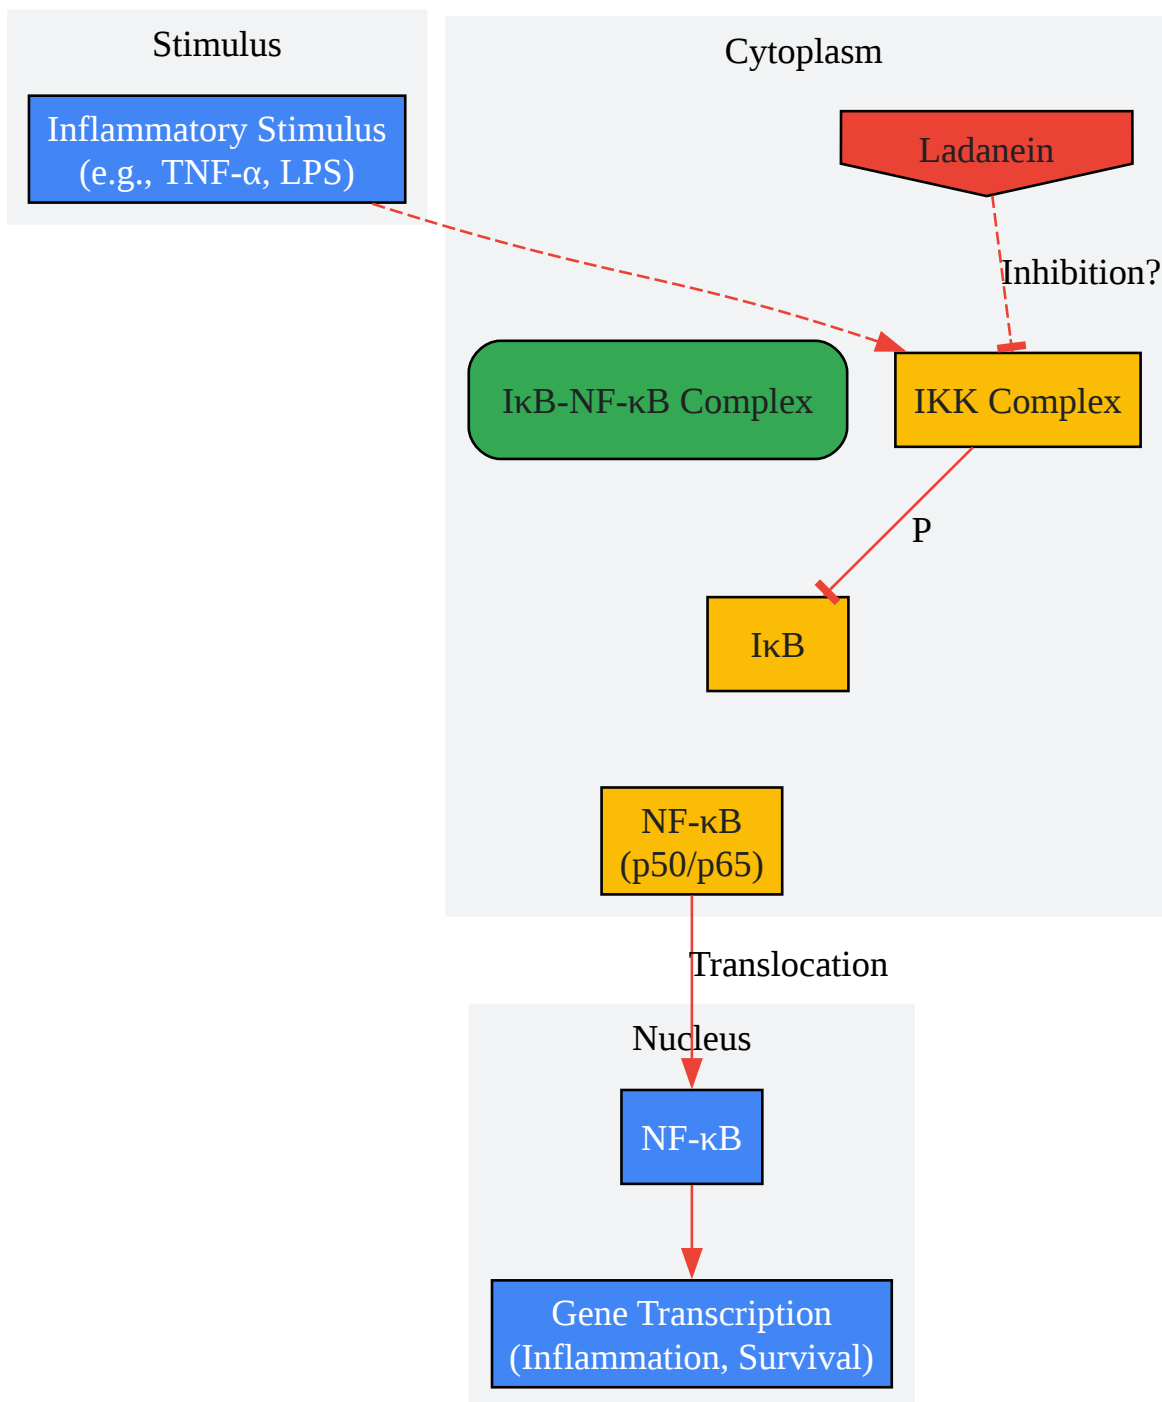 Stimulus
Inflammatory Stimulus
(e.g., TNF-α, LPS)
Cytoplasm
Ladanein
Inhibition?
IκB-NF-κB Complex
IKK Complex
P
IκB
NF-κB
(p50/p65)
Translocation
Nucleus
NF-κB
Gene Transcription
(Inflammation, Survival)